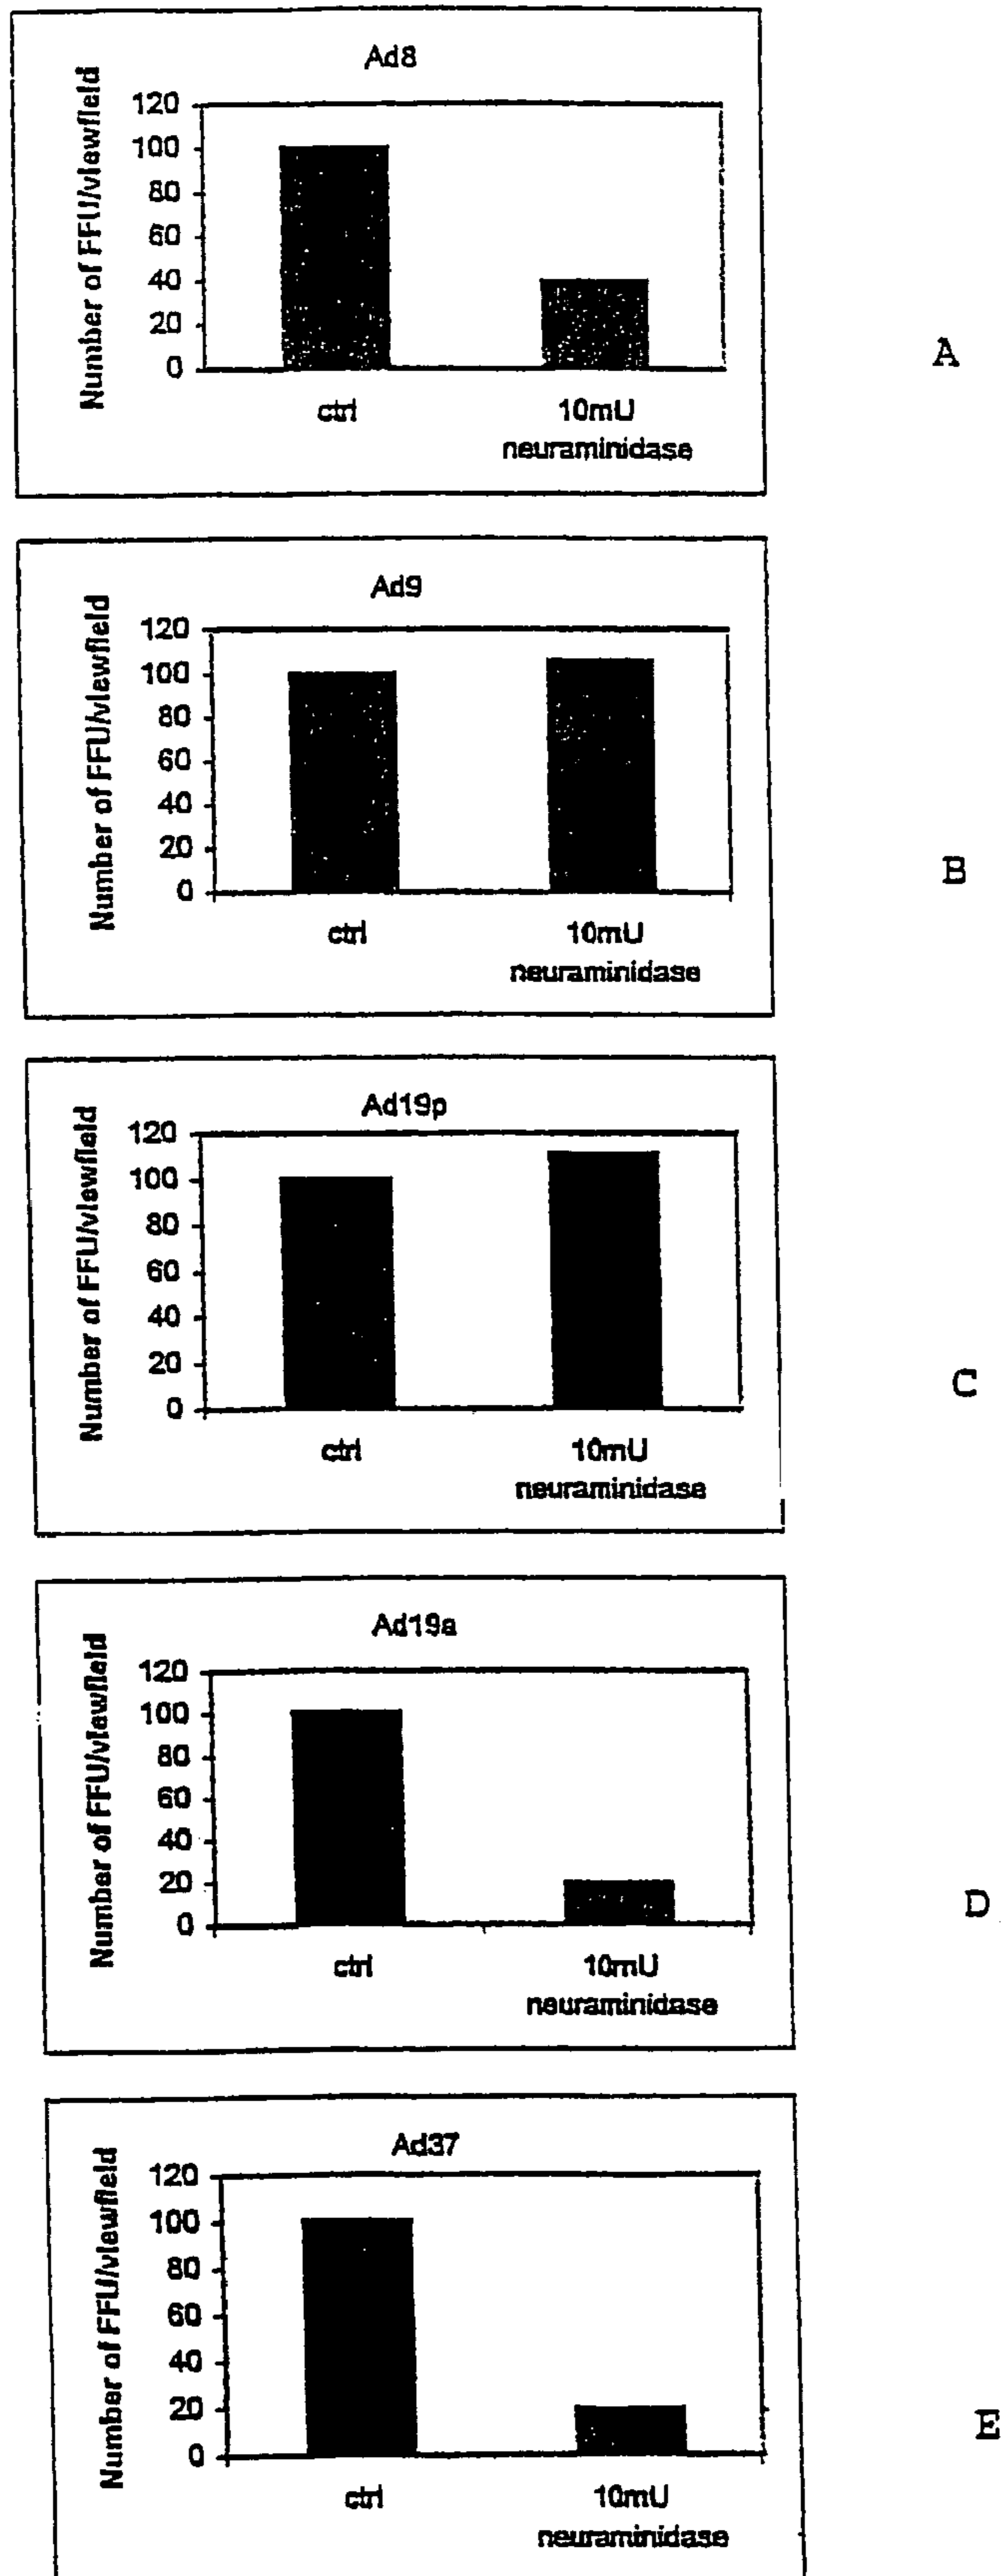 Ad8
Number of FFU/viewfield
120
100
80
60
40
20
0
ctrl
10mU
neuraminidase
A
Ad9
Number of FFU/viewfield
120
100
80
60
40
20
0
ctrl
10mU
neuraminidase
B
Ad19p
Number of FFU/viewfield
120
100
80
60
40
20
0
ctrl
10mU
neuraminidase
C
Ad19a
Number of FFU/viewfield
120
100
80
60
40
20
0
ctrl
10mU
neuraminidase
D
Ad37
Number of FFU/viewfield
120
100
80
60
40
20
0
ctrl
10mU
neuraminidase
E